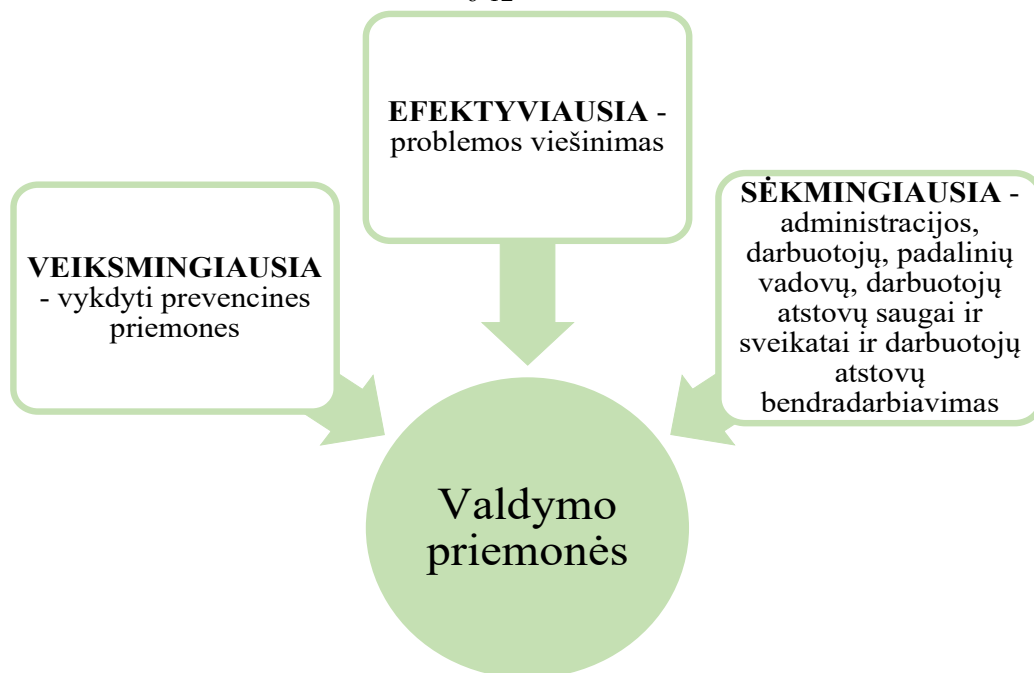 VEIKSMINGIAUSIA
- vykdyti prevencines
priemones
EFEKTYVIAUSIA -
problemos viešinimas
SĖKMINGIAUSIA -
administracijos,
darbuotojų, padalinių
vadovų, darbuotojų
atstovų saugai ir
sveikatai ir darbuotojų
atstovų
bendradarbiavimas
Valdymo
priemonės